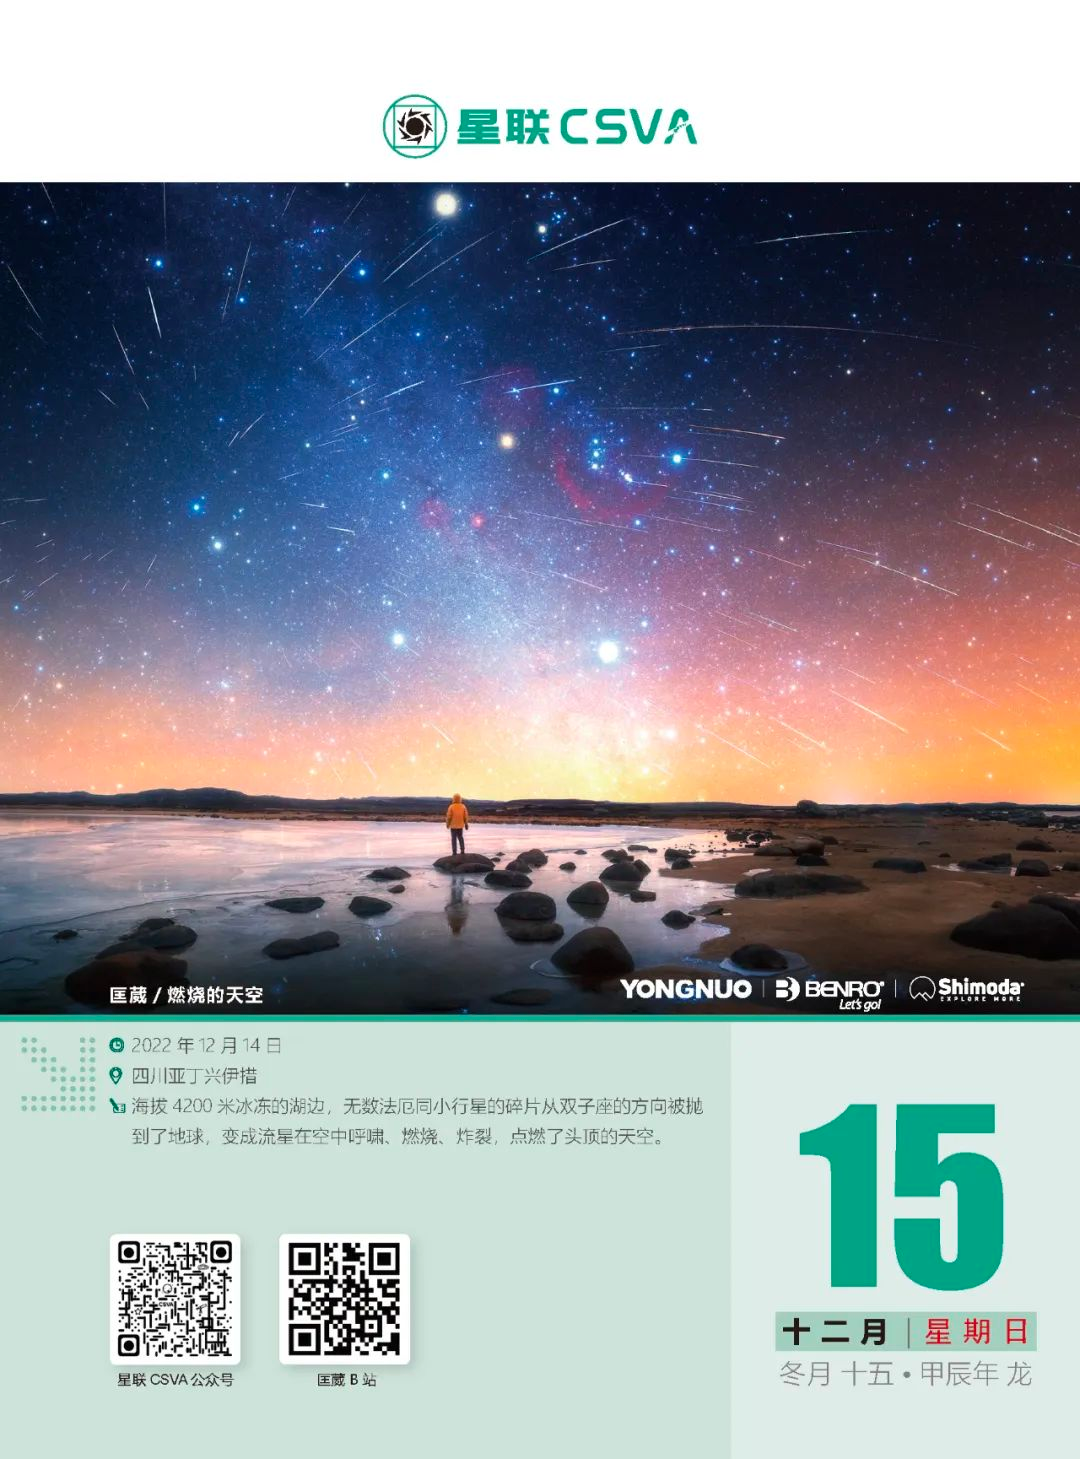 星联CSVA
匡葳 / 燃烧的天空
YONGNUO | BENRO Let's go! | Shimoda EXPLORE MORE
2022 年 12 月 14 日
四川亚丁兴伊措
海拔 4200 米冰冻的湖边，无数法厄同小行星的碎片从双子座的方向被抛
到了地球，变成流星在空中呼啸、燃烧、炸裂，点燃了头顶的天空。
15
十二月 | 星期日
冬月 十五 • 甲辰年 龙
CSVA
星联 CSVA 公众号
匡葳 B 站